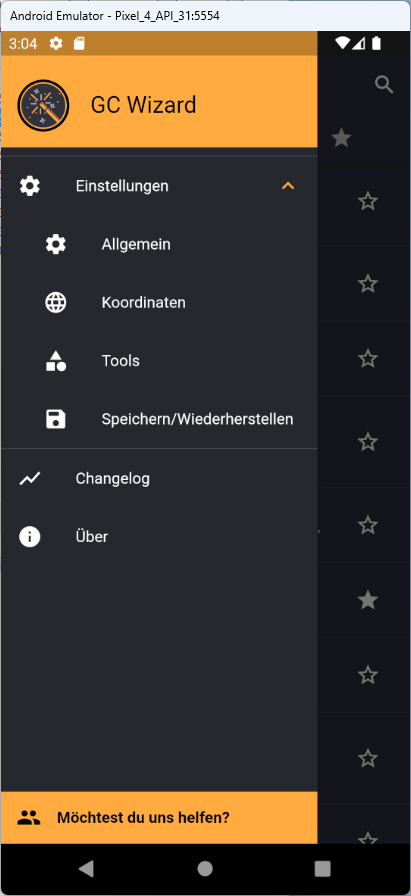 Android Emulator - Pixel_4_API_31:5554
3:04
GC Wizard
Einstellungen
Allgemein
Koordinaten
Tools
Speichern/Wiederherstellen
Changelog
Über
Möchtest du uns helfen?